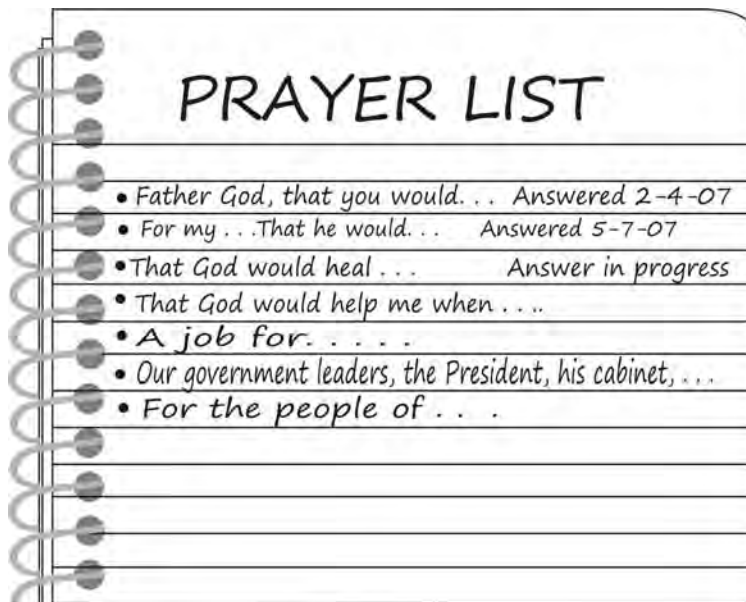 PRAYER LIST
• Father God, that you would. . . Answered 2-4-07
• For my . . .That he would. . . Answered 5-7-07
•That God would heal . . . Answer in progress
• That God would help me when . . ..
• A job for. . . . .
• Our government leaders, the President, his cabinet, . . .
• For the people of . . .